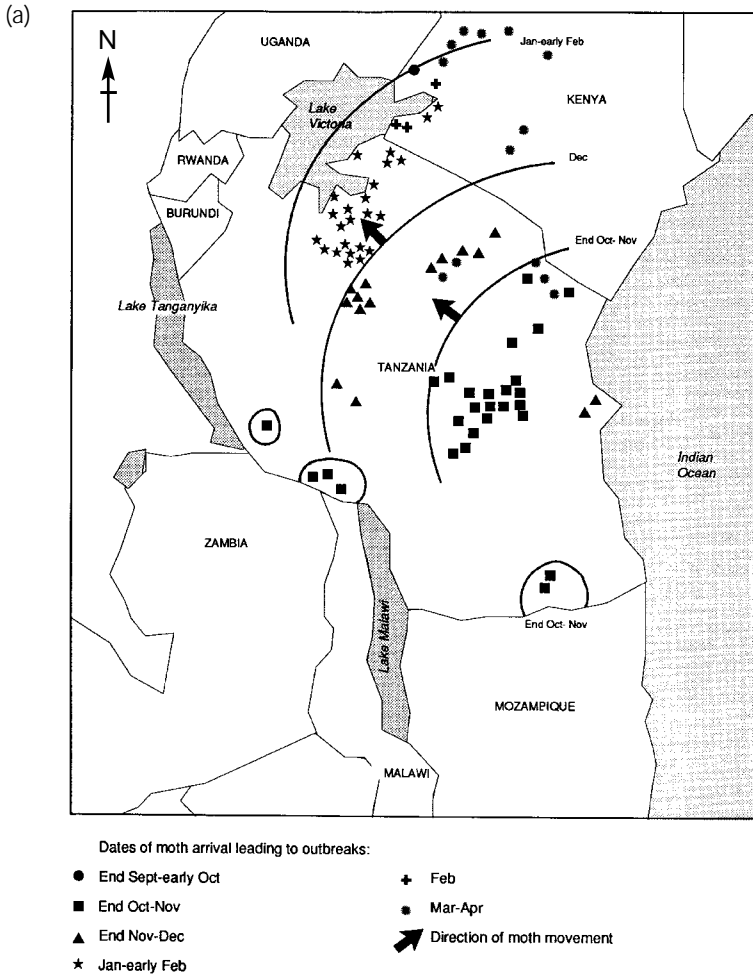 (a)
N
UGANDA
Jan-early Feb
Lake
Victoria
KENYA
RWANDA
Dec
BURUNDI
End Oct- Nov
Lake Tanganyika
TANZANIA
Indian
Ocean
ZAMBIA
Lake Malawi
End Oct- Nov
MOZAMPIQUE
MALAWI
Dates of moth arrival leading to outbreaks:
End Sept-early Oct
End Oct-Nov
End Nov-Dec
Jan-early Feb
Feb
Mar-Apr
Direction of moth movement